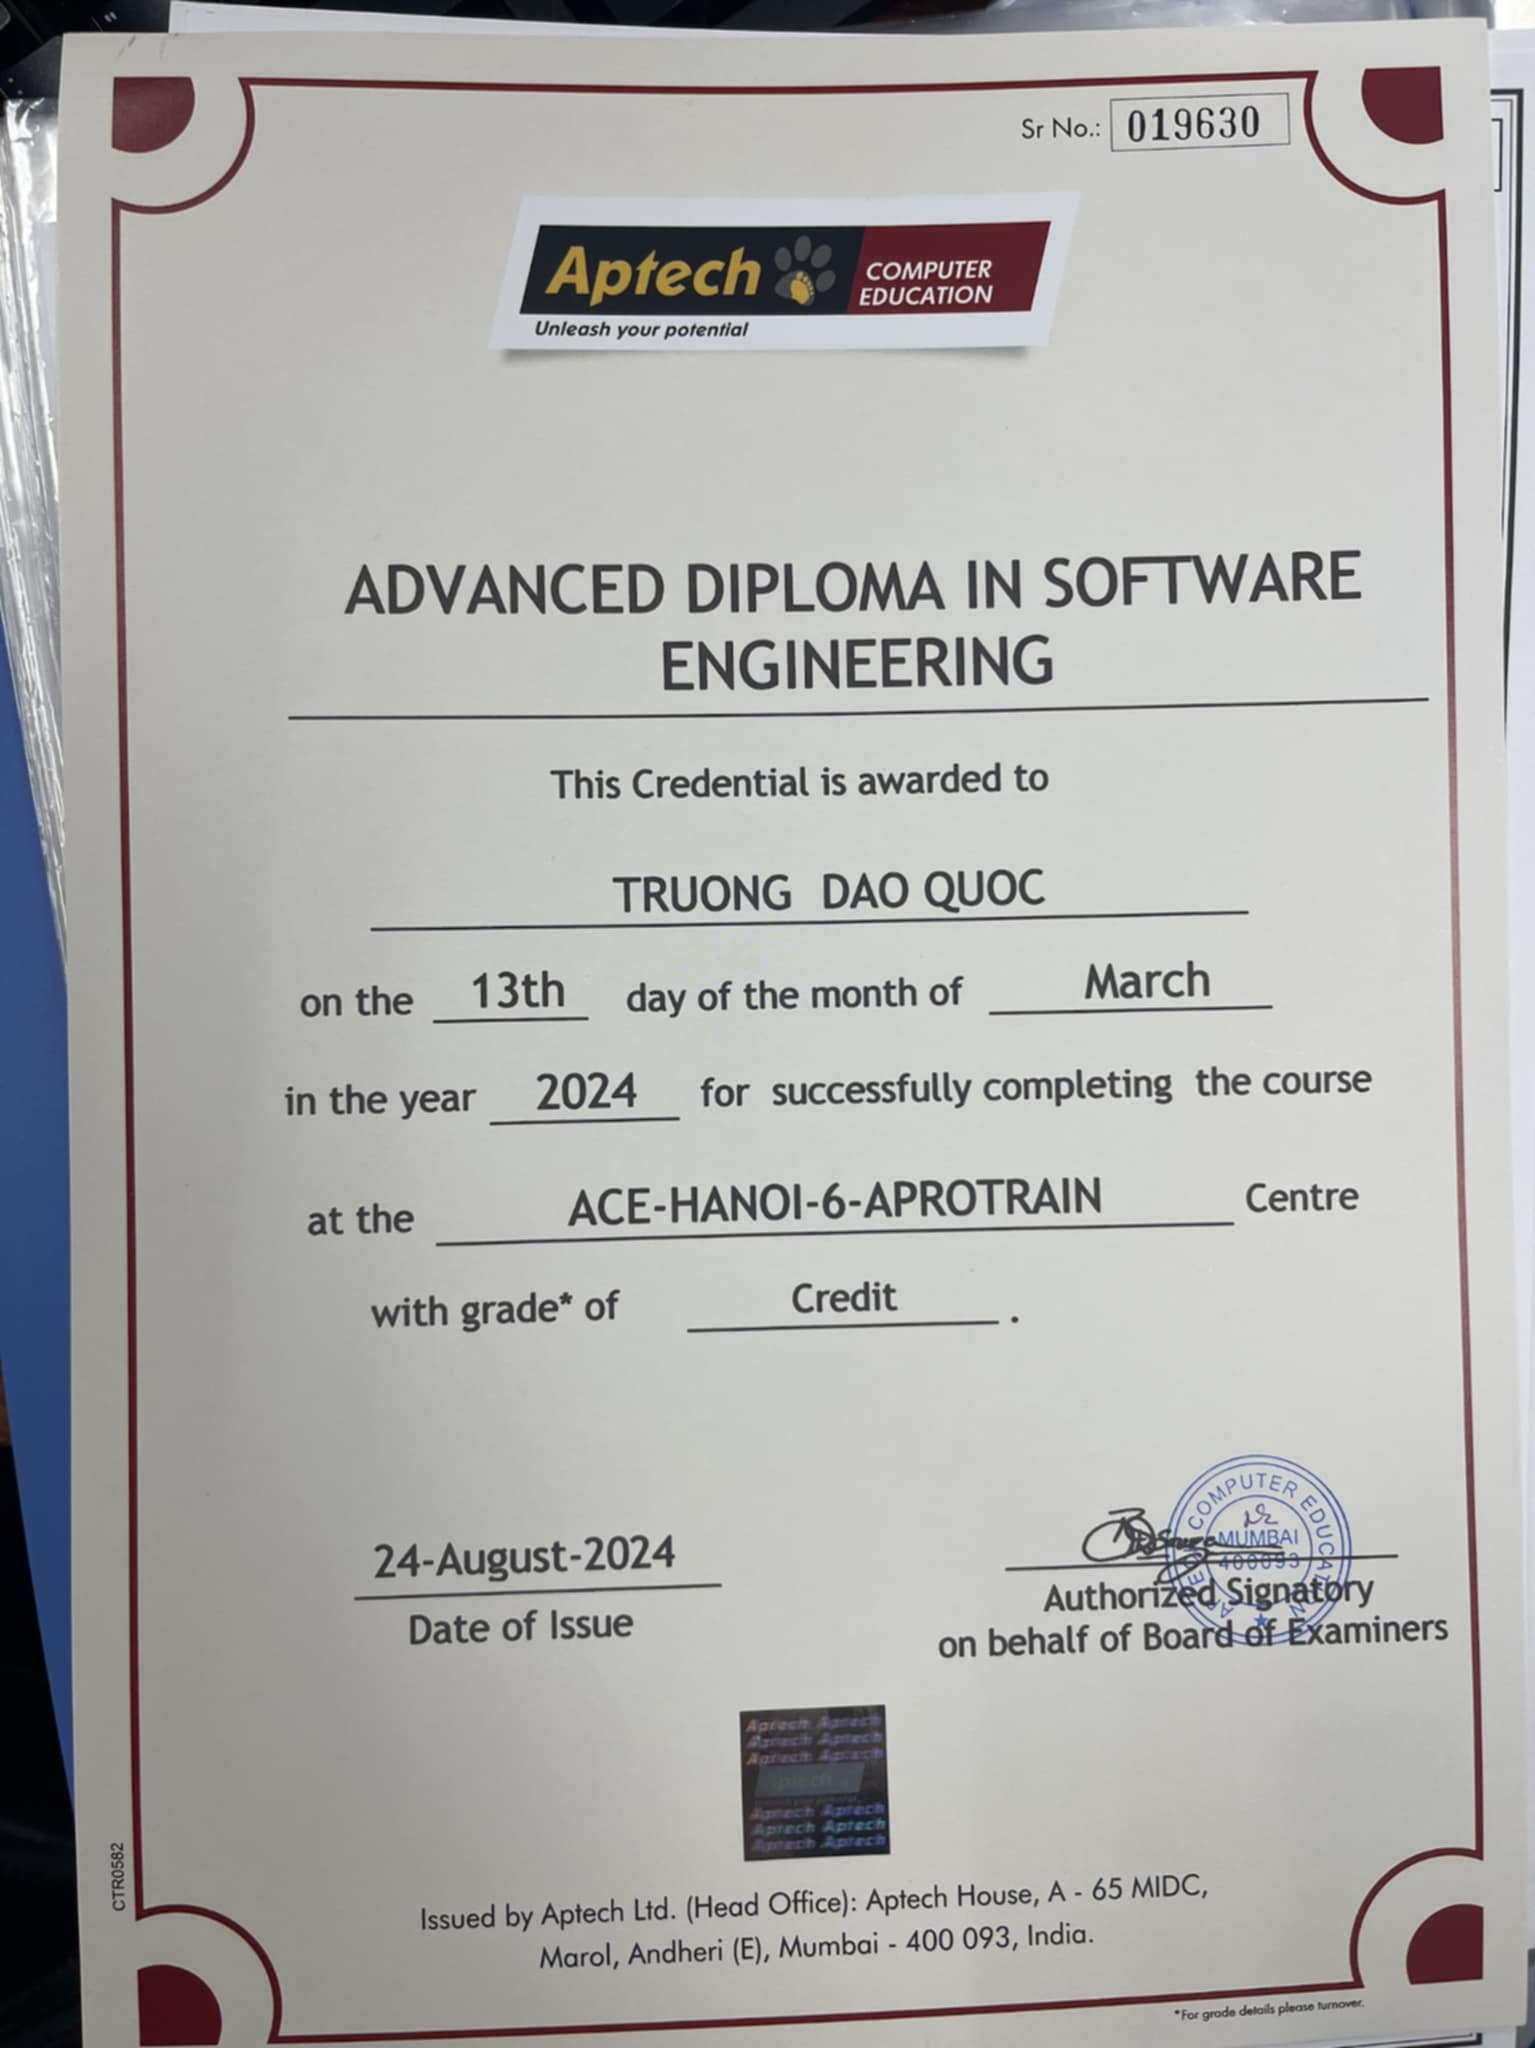 Sr No.: 019630
Aptech COMPUTER EDUCATION
Unleash your potential
ADVANCED DIPLOMA IN SOFTWARE
ENGINEERING
This Credential is awarded to
TRUONG DAO QUOC
on the 13th day of the month of March
in the year 2024 for successfully completing the course
at the ACE-HANOI-6-APROTRAIN Centre
with grade* of Credit .
24-August-2024
Date of Issue
COMPUTER EDUCATION
MUMBAI
400093
Authorized Signatory
on behalf of Board of Examiners
Aptech Aptech
Aptech Aptech
Aptech Aptech
Aptech
Aptech Aptech
Aptech Aptech
Aptech Aptech
CTR0582
Issued by Aptech Ltd. (Head Office): Aptech House, A - 65 MIDC,
Marol, Andheri (E), Mumbai - 400 093, India.
*For grade details please turnover.